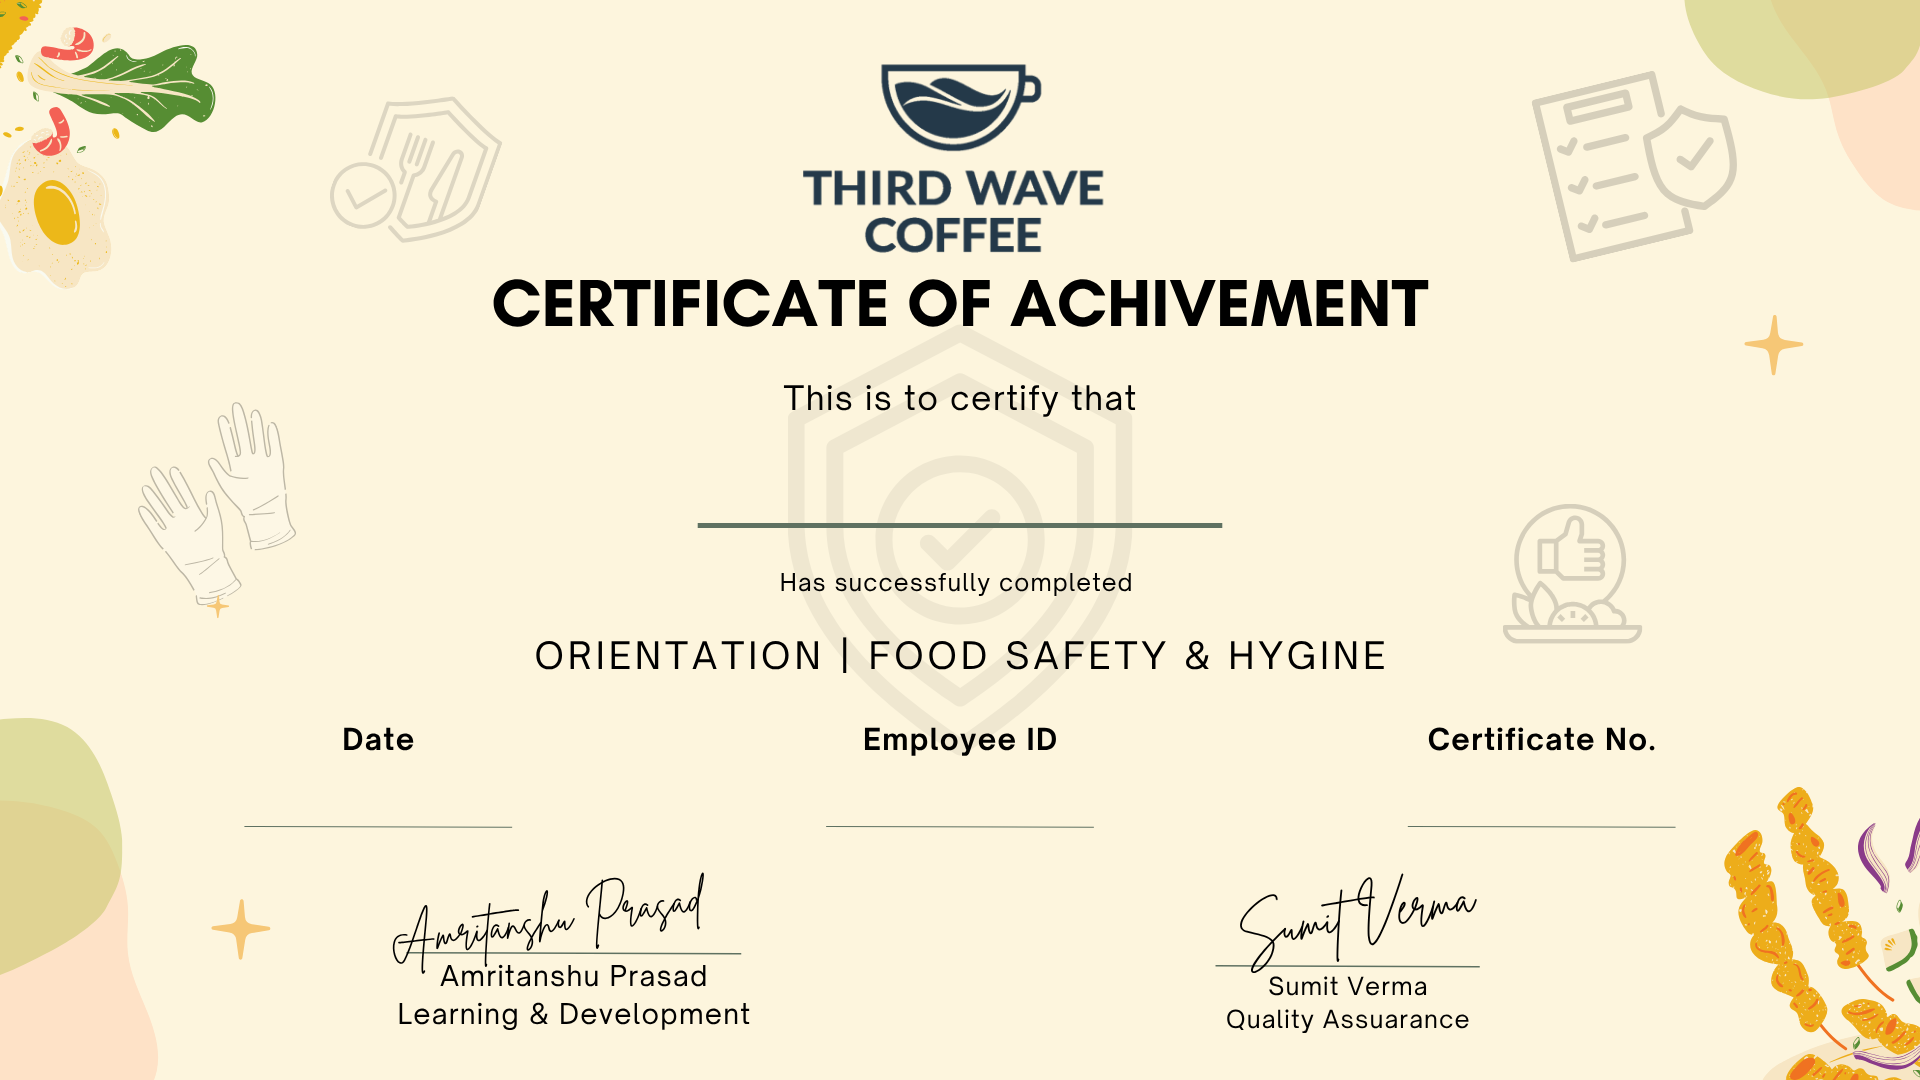 THIRD WAVE
COFFEE
CERTIFICATE OF ACHIVEMENT
This is to certify that
Has successfully completed
ORIENTATION | FOOD SAFETY & HYGINE
Date
Employee ID
Certificate No.
Amritanshu Prasad
Sumit Verma
Amritanshu Prasad
Learning & Development
Sumit Verma
Quality Assuarance